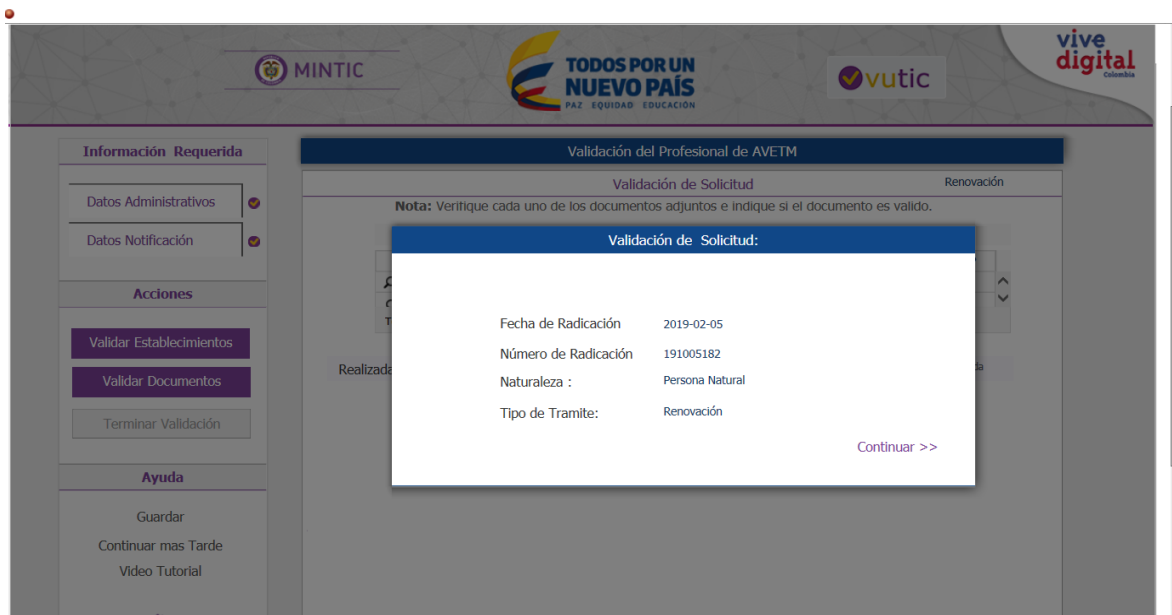 MINTIC
TODOS POR UN
NUEVO PAÍS
PAZ EQUIDAD EDUCACIÓN
vutic
vive
digital
Colombia
Información Requerida
Datos Administrativos
Datos Notificación
Acciones
Validar Establecimientos
Validar Documentos
Terminar Validación
Ayuda
Guardar
Continuar mas Tarde
Video Tutorial
Validación del Profesional de AVETM
Validación de Solicitud
Renovación
Nota: Verifique cada uno de los documentos adjuntos e indique si el documento es valido.
Realizada
Validación de Solicitud:
Fecha de Radicación 2019-02-05
Número de Radicación 191005182
Naturaleza : Persona Natural
Tipo de Tramite: Renovación
Continuar >>